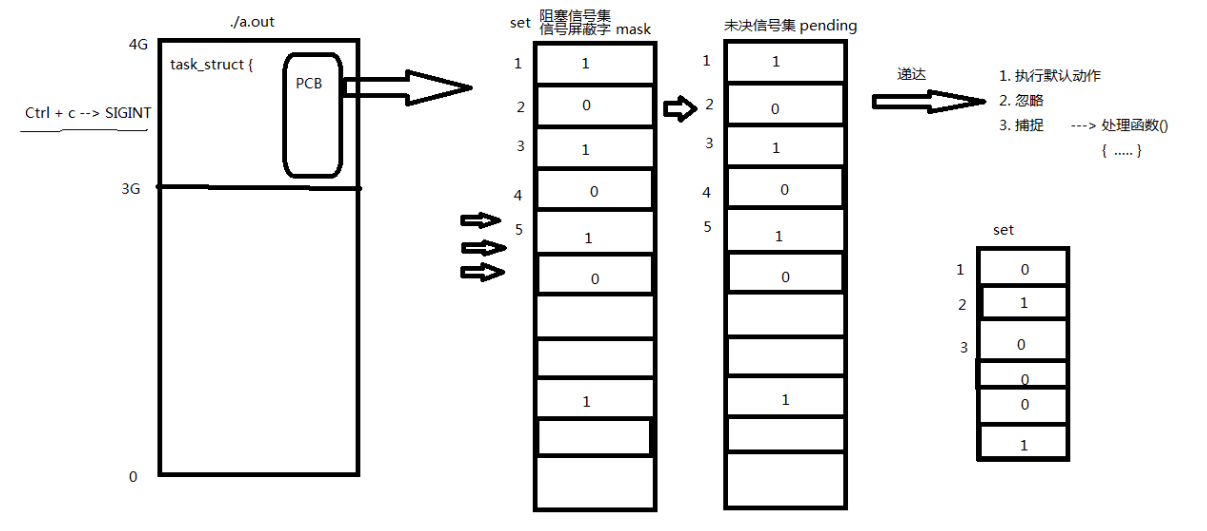 ./a.out
4G
task_struct {
PCB
Ctrl + c --> SIGINT
3G
0
set
阻塞信号集
信号屏蔽字 mask
1 1
2 0
3 1
4 0
5 1
0
1
未决信号集 pending
1 1
2 0
3 1
4 0
5 1
0
1
递达
1. 执行默认动作
2. 忽略
3. 捕捉 ---> 处理函数()
{ ..... }
set
1 0
2 1
3 0
0
0
1